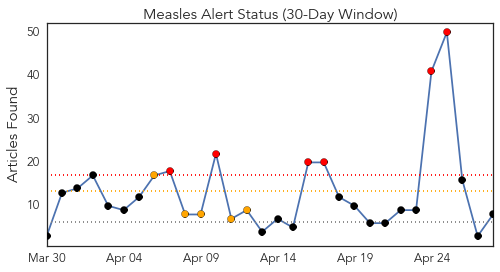 Measles Alert Status (30-Day Window)
Articles Found
50
40
30
20
10
Mar 30 Apr 04 Apr 09 Apr 14 Apr 19 Apr 24